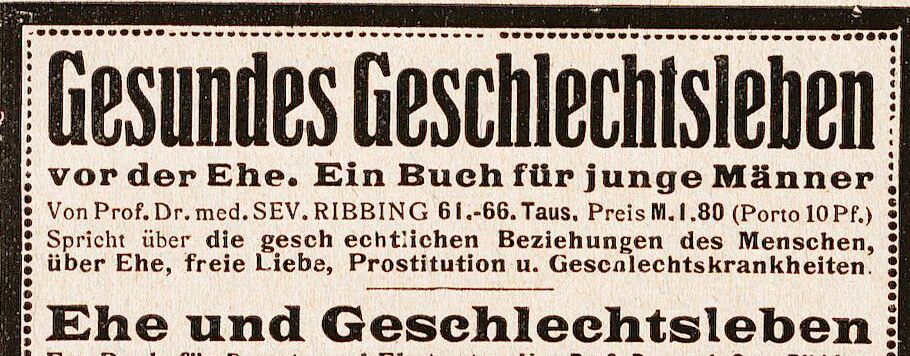 Gesundes Geschlechtsleben
vor der Ehe. Ein Buch für junge Männer
Von Prof. Dr. med. SEV. RIBBING 61.-66. Taus. Preis M. 1.80 (Porto 10 Pf.)
Spricht über die gesch echtlichen Beziehungen des Menschen,
über Ehe, freie Liebe, Prostitution u. Geschlechtskrankheiten.
Ehe und Geschlechtsleben